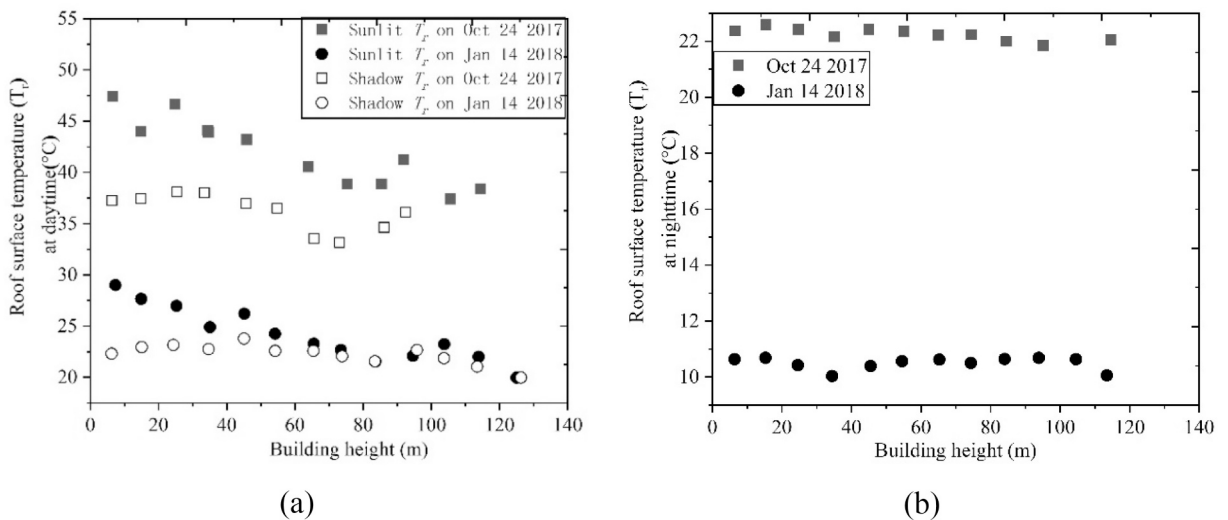 55
50
45
40
35
30
25
20
0
20
40
60
80
100
120
140
Roof surface temperature (Tr)
at daytime(°C)
Building height (m)
Sunlit Tr on Oct 24 2017
Sunlit Tr on Jan 14 2018
Shadow Tr on Oct 24 2017
Shadow Tr on Jan 14 2018
(a)
22
20
18
16
14
12
10
0
20
40
60
80
100
120
140
Roof surface temperature (Tr)
at nighttime (°C)
Building height (m)
Oct 24 2017
Jan 14 2018
(b)